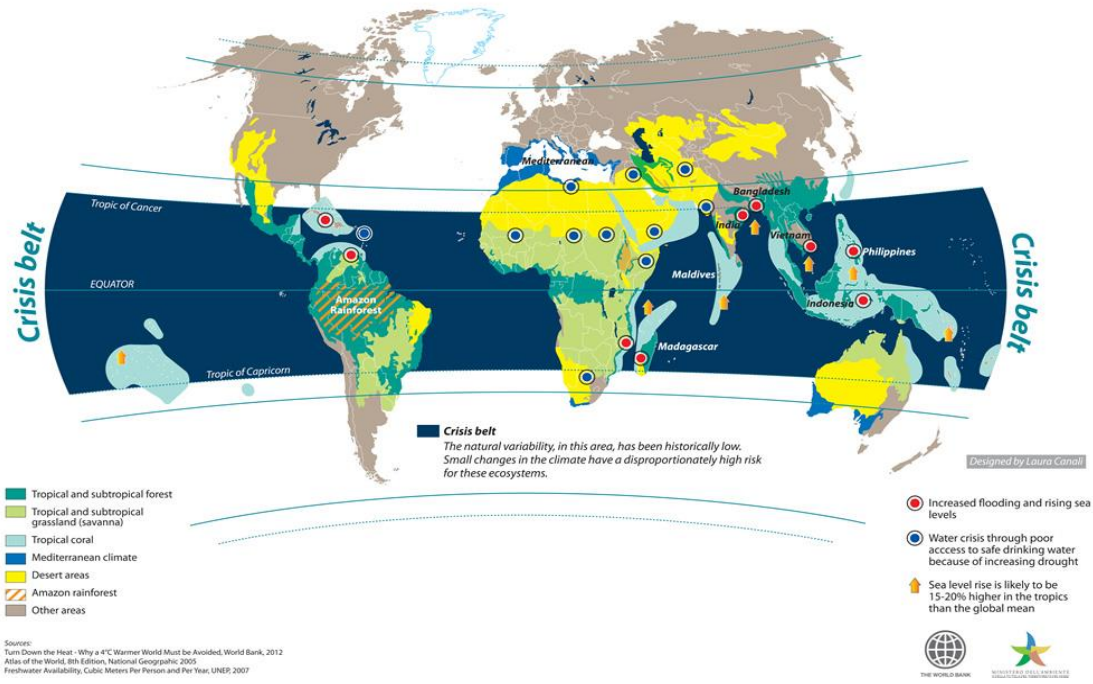 Mediterranean
Bangladesh
Tropic of Cancer
India
Vietnam
Philippines
Crisis belt
Crisis belt
Maldives
EQUATOR
Amazon
Rainforest
Indonesia
Madagascar
Tropic of Capricorn
Crisis belt
The natural variability, in this area, has been historically low.
Small changes in the climate have a disproportionately high risk
for these ecosystems.
Designed by Laura Canali
Tropical and subtropical forest
Tropical and subtropical
grassland (savanna)
Tropical coral
Mediterranean climate
Desert areas
Amazon rainforest
Other areas
Increased flooding and rising sea
levels
Water crisis through poor
acccess to safe drinking water
because of increasing drought
Sea level rise is likely to be
15-20% higher in the tropics
than the global mean
Sources:
Turn Down the Heat - Why a 4°C Warmer World Must be Avoided, World Bank, 2012
Atlas of the World, 8th Edition, National Geogrpahic 2005
Freshwater Availability, Cubic Meters Per Person and Per Year, UNEP, 2007
THE WORLD BANK
MINISTERO DELL'AMBIENTE